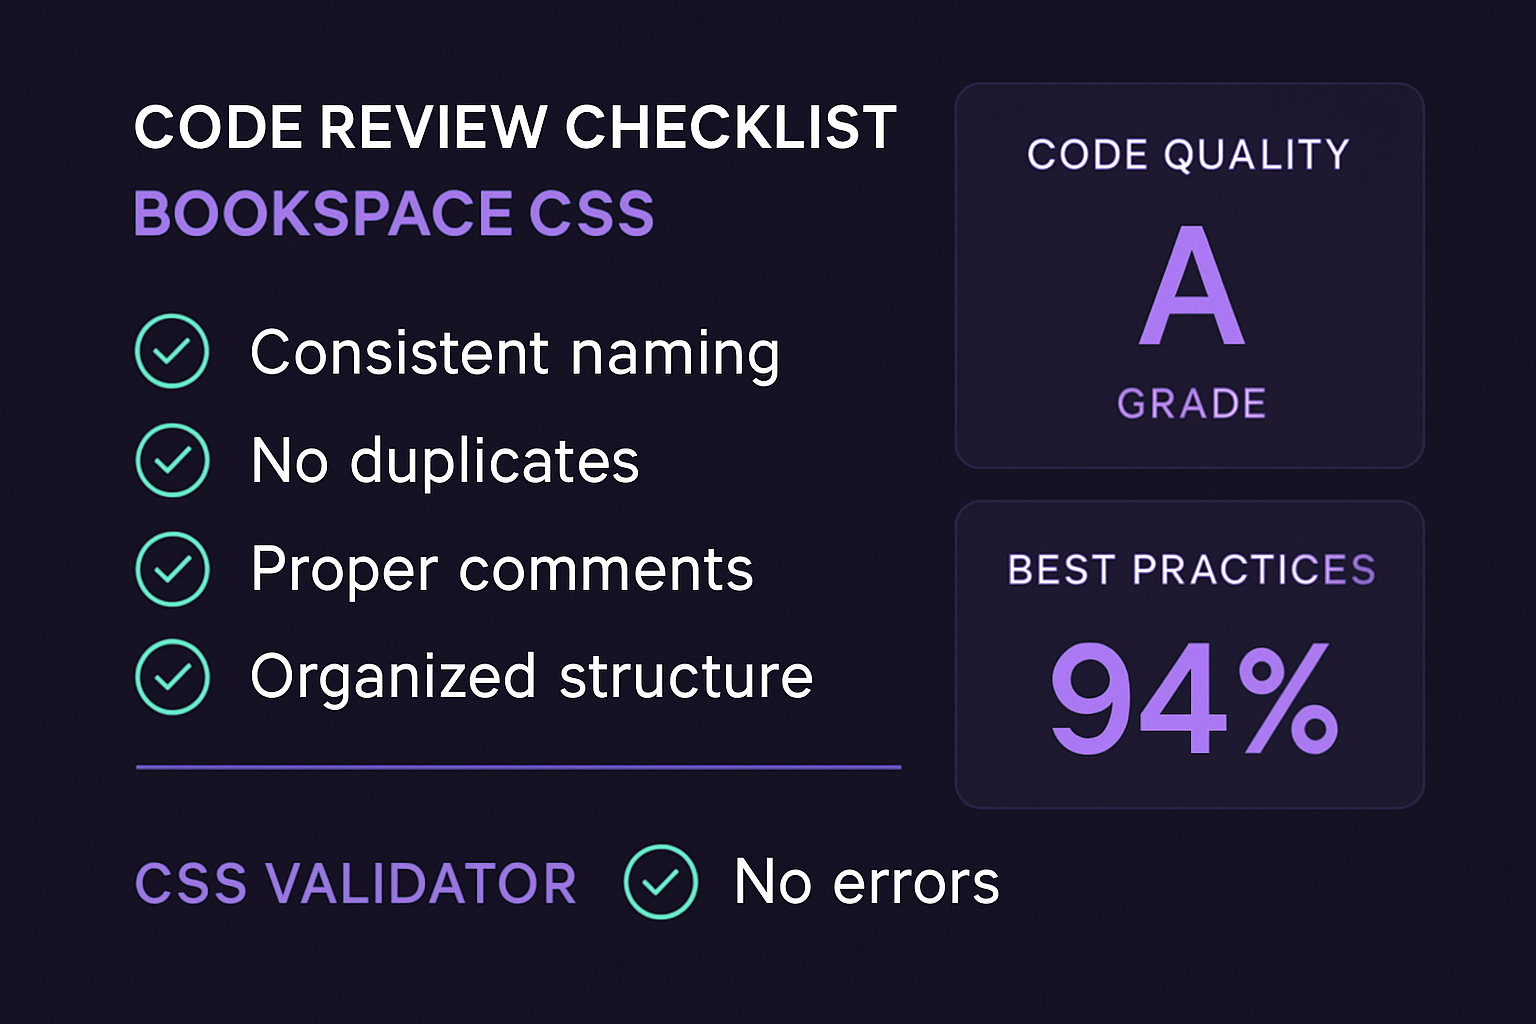 CODE REVIEW CHECKLIST
BOOKSPACE CSS
Consistent naming
No duplicates
Proper comments
Organized structure
CSS VALIDATOR No errors
CODE QUALITY
A
GRADE
BEST PRACTICES
94%